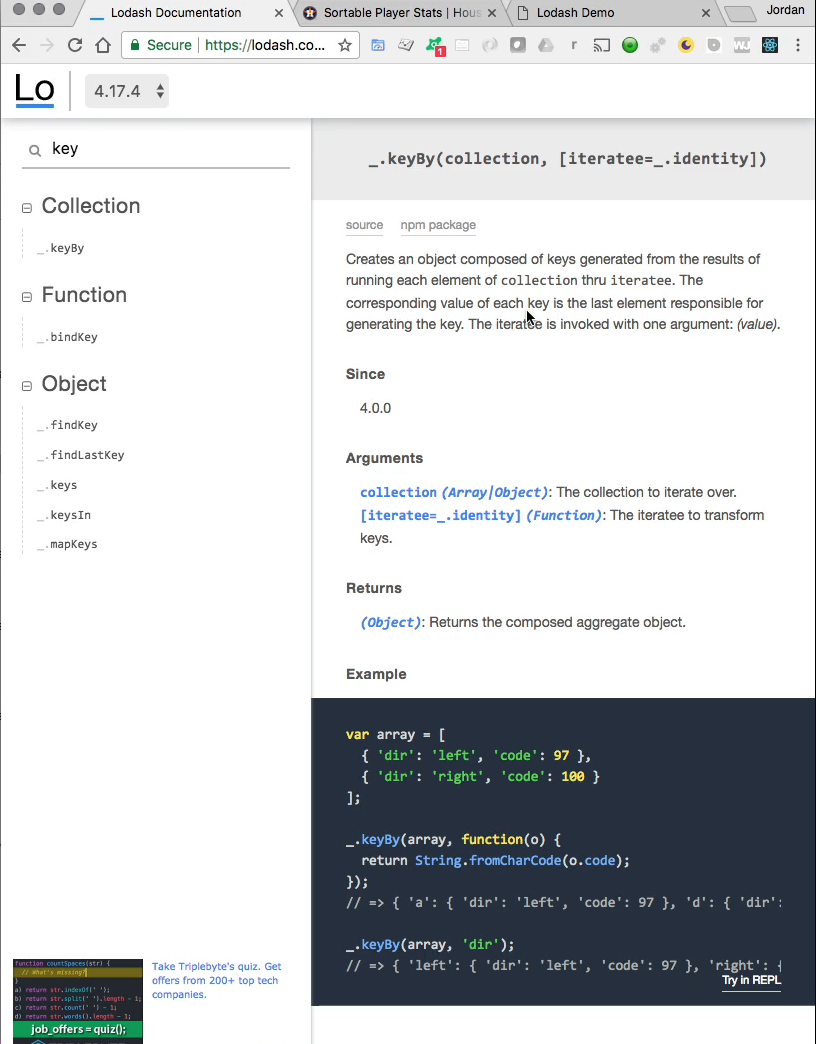 Lodash Documentation
Sortable Player Stats | Hous
Lodash Demo
Jordan
Secure
https://lodash.co...
1
r
WJ
Lo
4.17.4
key
Collection
_.keyBy
Function
_.bindKey
Object
_.findKey
_.findLastKey
_.keys
_.keysIn
_.mapKeys
function countSpaces(str) {
// What's missing?
}
a) return str.indexOf(' ');
b) return str.split(' ').length - 1;
c) return str.count(' ') - 1;
d) return str.words().length - 1;
job_offers = quiz();
Take Triplebyte's quiz. Get
offers from 200+ top tech
companies.
_.keyBy(collection, [iteratee=_.identity])
source npm package
Creates an object composed of keys generated from the results of
running each element of collection thru iteratee. The
corresponding value of each key is the last element responsible for
generating the key. The iteratee is invoked with one argument: (value).
Since
4.0.0
Arguments
collection (Array|Object): The collection to iterate over.
[iteratee=_.identity] (Function): The iteratee to transform
keys.
Returns
(Object): Returns the composed aggregate object.
Example
var array = [
{ 'dir': 'left', 'code': 97 },
{ 'dir': 'right', 'code': 100 }
];
_.keyBy(array, function(o) {
return String.fromCharCode(o.code);
});
// => { 'a': { 'dir': 'left', 'code': 97 }, 'd': { 'dir':
_.keyBy(array, 'dir');
// => { 'left': { 'dir': 'left', 'code': 97 }, 'right': {
Try in REPL